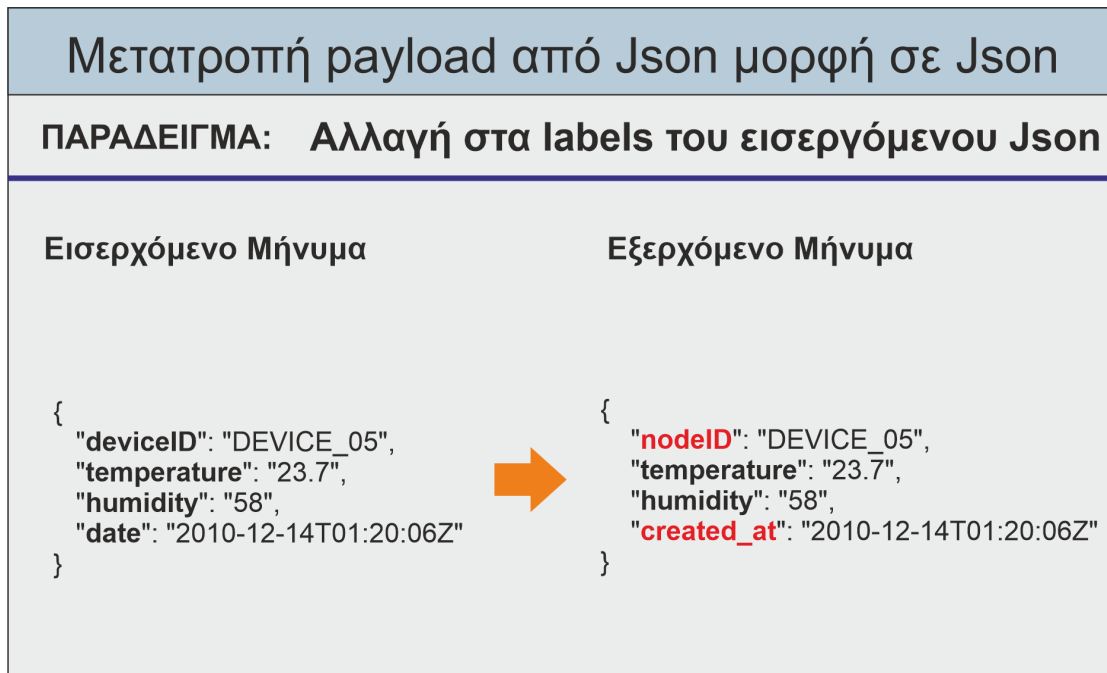 Μετατροπή payload από Json μορφή σε Json
ΠΑΡΑΔΕΙΓΜΑ: Αλλαγή στα labels του εισεργόμενου Json
Εισερχόμενο Μήνυμα
{
"deviceID": "DEVICE_05",
"temperature": "23.7",
"humidity": "58",
"date": "2010-12-14T01:20:06Z"
}
Εξερχόμενο Μήνυμα
{
"nodeID": "DEVICE_05",
"temperature": "23.7",
"humidity": "58",
"created_at": "2010-12-14T01:20:06Z"
}